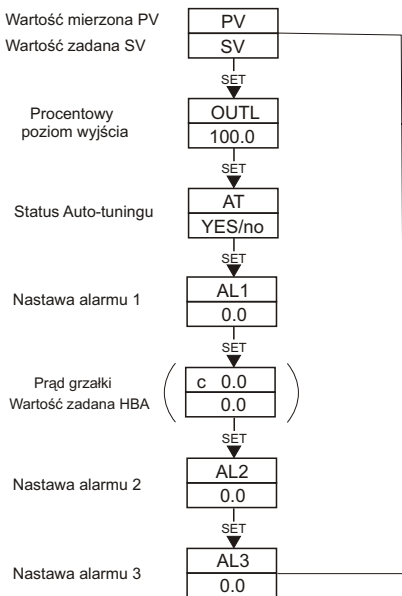 Wartość mierzona PV
PV
Wartość zadana SV
SV
SET
Procentowy
poziom wyjścia
OUTL
100.0
SET
Status Auto-tuningu
AT
YES/no
SET
Nastawa alarmu 1
AL1
0.0
SET
Prąd grzałki
c 0.0
Wartość zadana HBA
0.0
SET
Nastawa alarmu 2
AL2
0.0
SET
Nastawa alarmu 3
AL3
0.0